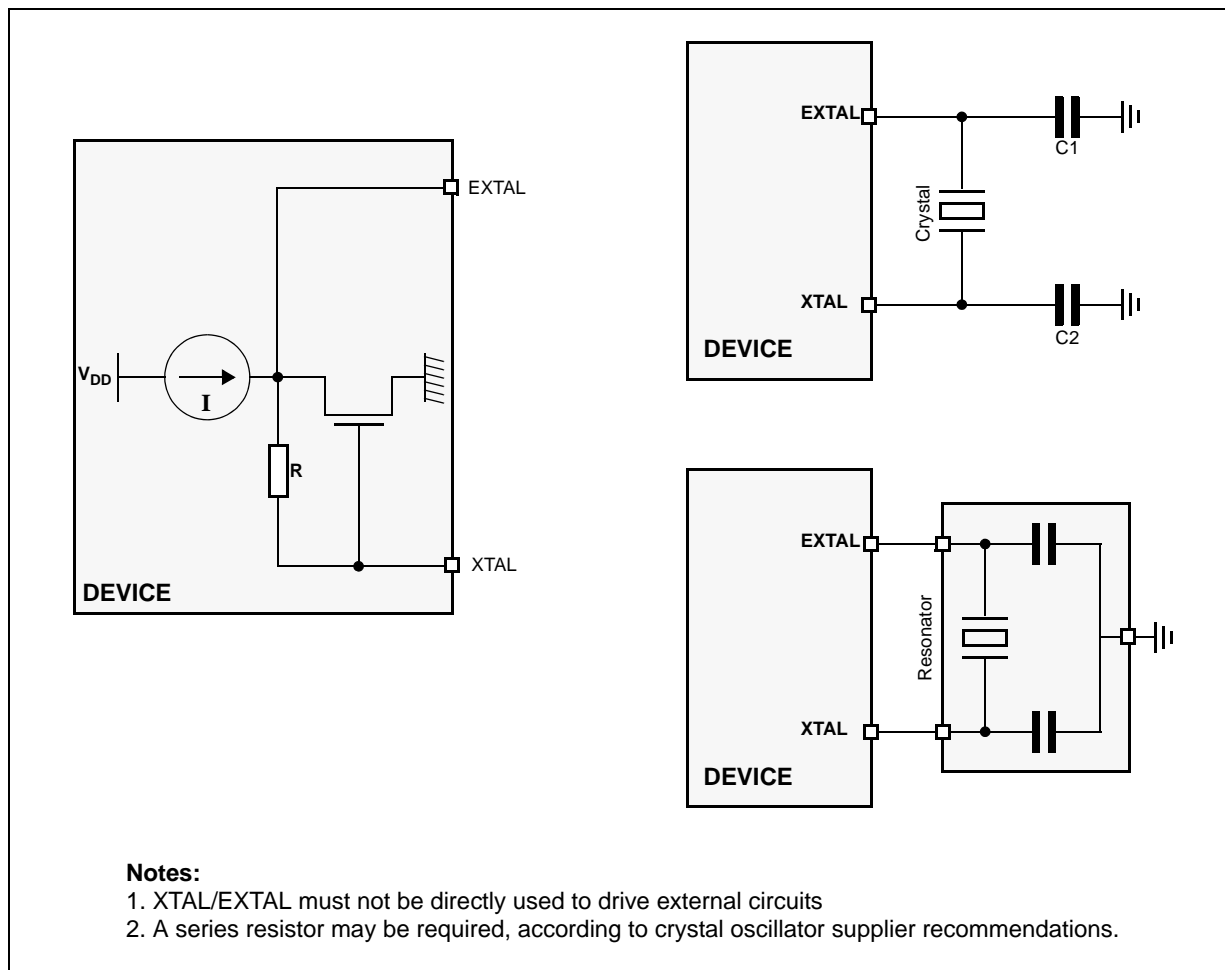 EXTAL
V_DD
I
R
XTAL
DEVICE
EXTAL
C1
Crystal
XTAL
C2
DEVICE
EXTAL
Resonator
XTAL
DEVICE
Notes:
1. XTAL/EXTAL must not be directly used to drive external circuits
2. A series resistor may be required, according to crystal oscillator supplier recommendations.